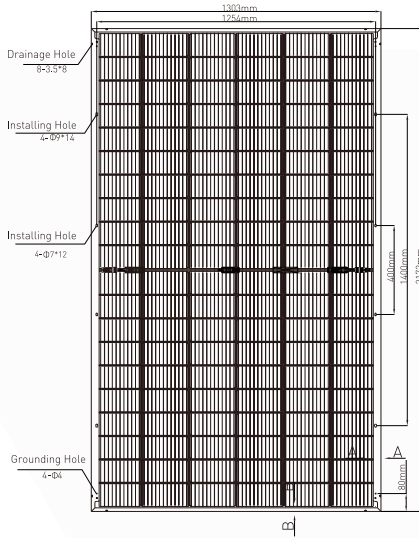 1303mm
1254mm
Drainage Hole
8-3.5*8
Installing Hole
4-Φ9*14
Installing Hole
4-Φ7*12
400mm
1400mm
Grounding Hole
4-Φ4
A
A
80mm
B
B